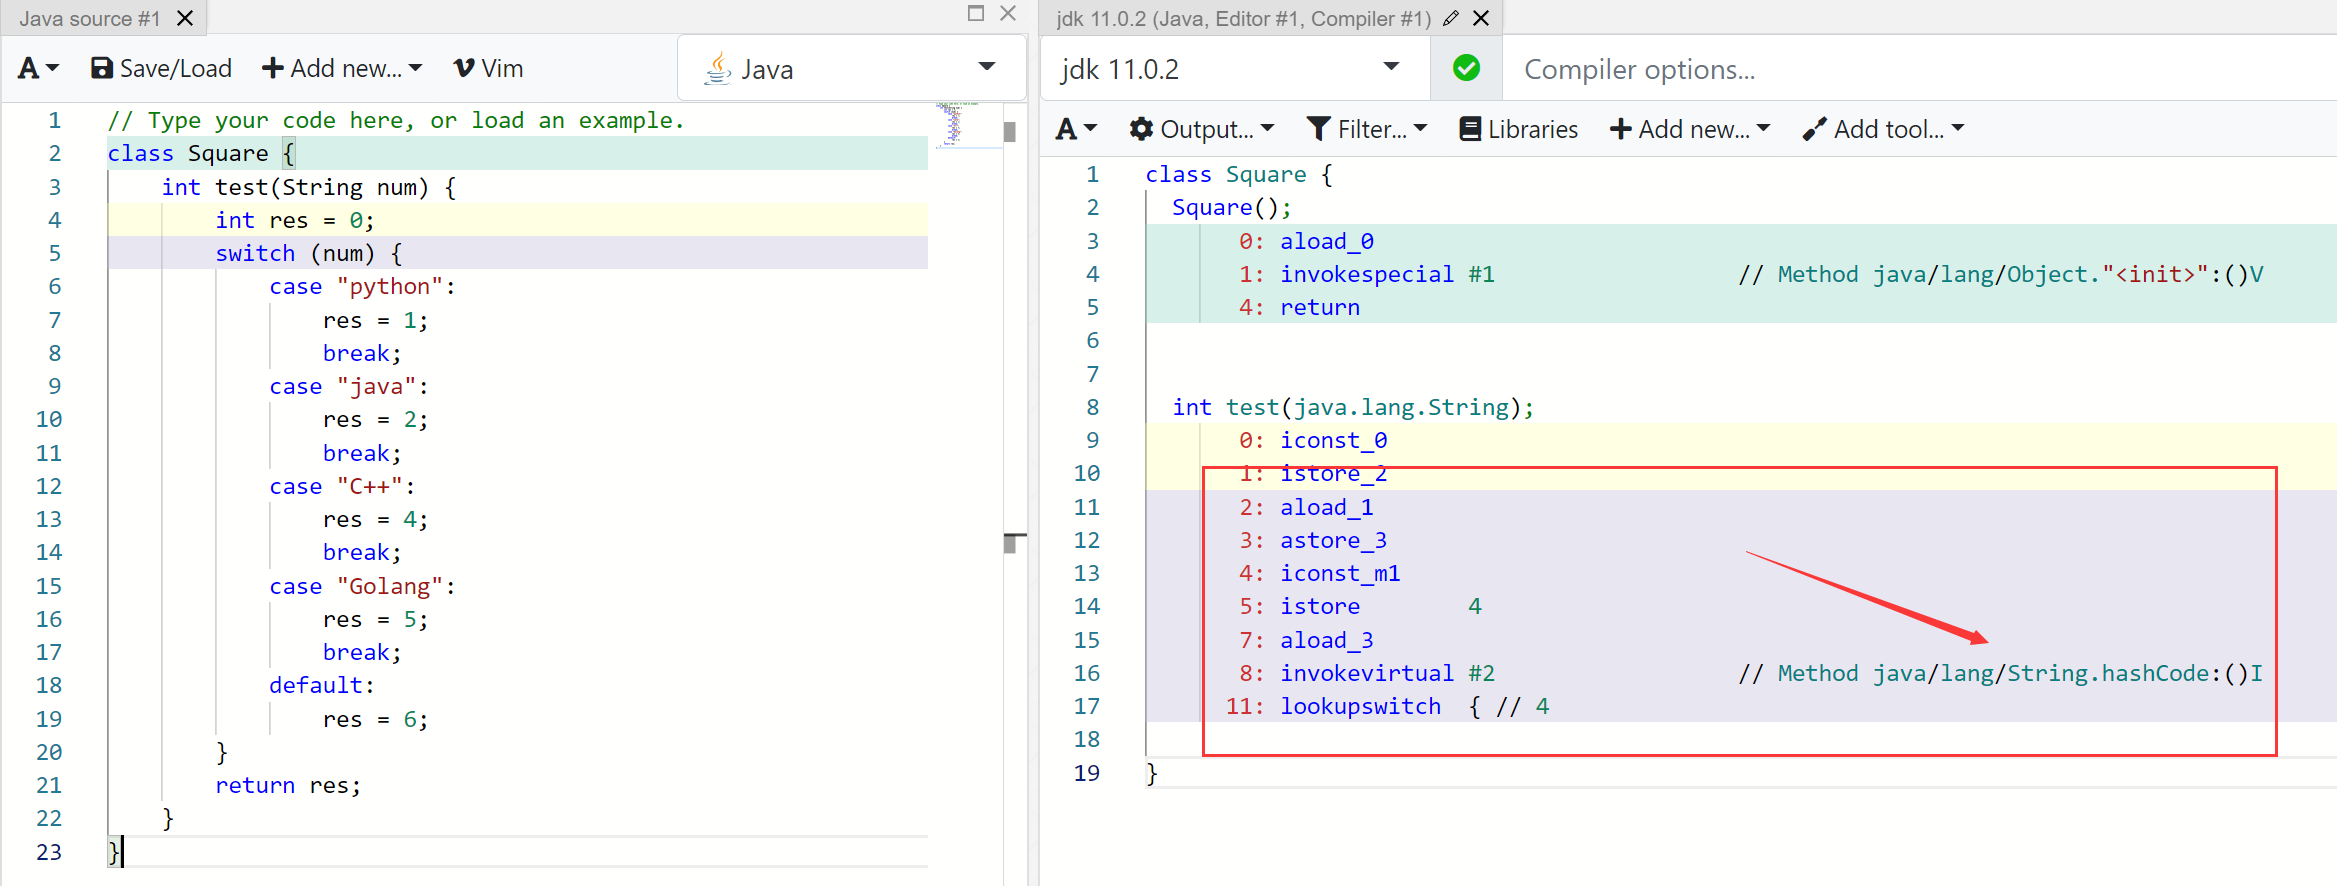 Java source #1
A Save/Load Add new... Vim Java
1 // Type your code here, or load an example.
2 class Square {
3 int test(String num) {
4 int res = 0;
5 switch (num) {
6 case "python":
7 res = 1;
8 break;
9 case "java":
10 res = 2;
11 break;
12 case "C++":
13 res = 4;
14 break;
15 case "Golang":
16 res = 5;
17 break;
18 default:
19 res = 6;
20 }
21 return res;
22 }
23 }
jdk 11.0.2 (Java, Editor #1, Compiler #1)
jdk 11.0.2 Compiler options...
A Output... Filter... Libraries Add new... Add tool...
1 class Square {
2 Square();
3 0: aload_0
4 1: invokespecial #1 // Method java/lang/Object."<init>":()V
5 4: return
6
7
8 int test(java.lang.String);
9 0: iconst_0
10 1: istore_2
11 2: aload_1
12 3: astore_3
13 4: iconst_m1
14 5: istore 4
15 7: aload_3
16 8: invokevirtual #2 // Method java/lang/String.hashCode:()I
17 11: lookupswitch { // 4
18
19 }